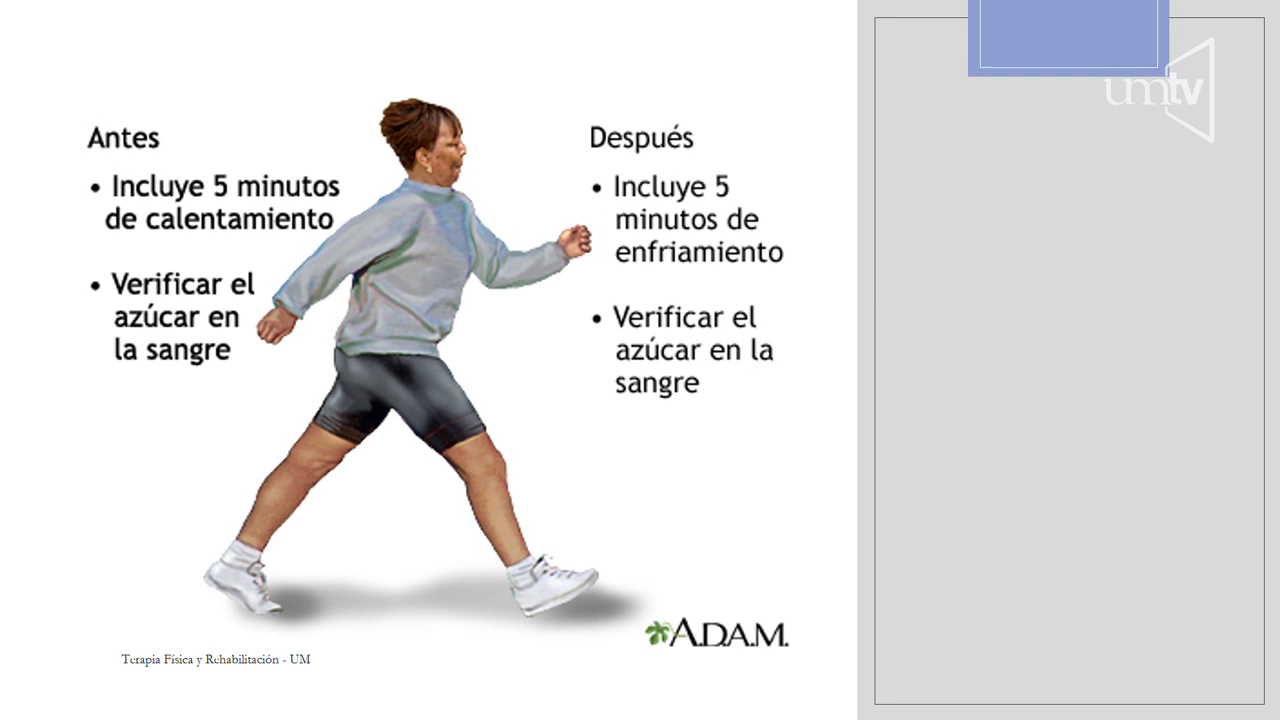 Antes
• Incluye 5 minutos
de calentamiento
• Verificar el
azúcar en
la sangre
Después
• Incluye 5
minutos de
enfriamiento
• Verificar el
azúcar en la
sangre
A.D.A.M.
Terapia Física y Rehabilitación - UM
umtv